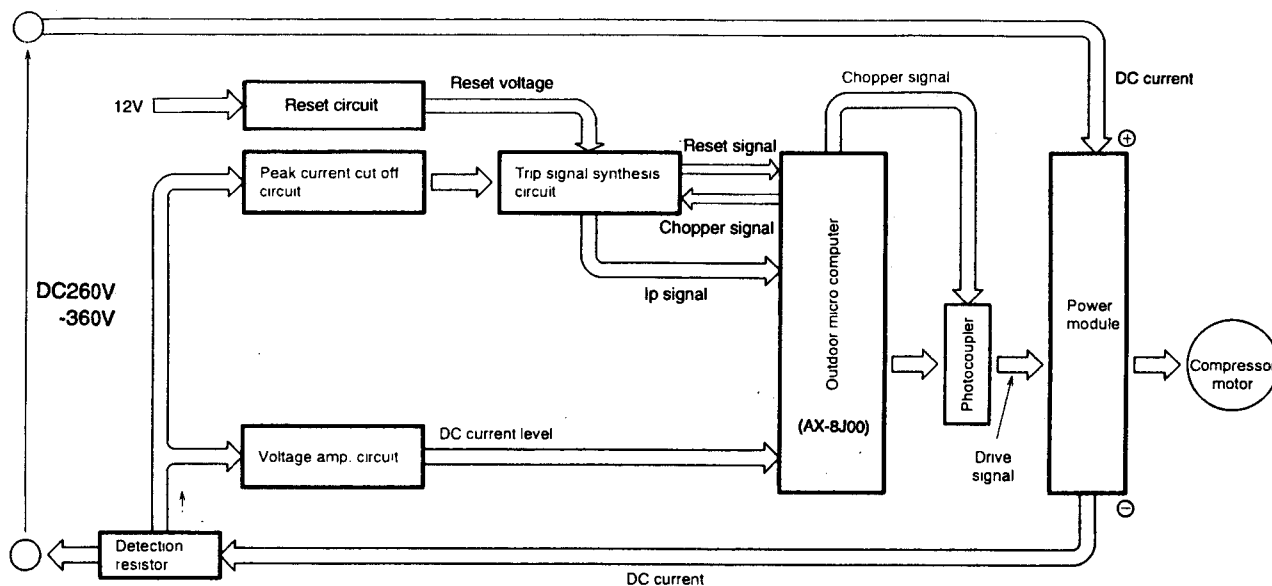 Chopper signal
DC current
Reset voltage
12V
Reset circuit
Reset signal
⊕
Peak current cut off
circuit
Trip signal synthesis
circuit
Chopper signal
DC260V
-360V
Ip signal
Outdoor micro computer
(AX-8J00)
Photocoupler
Power
module
Compressor
motor
DC current level
Voltage amp. circuit
Drive
signal
⊖
Detection
resistor
DC current